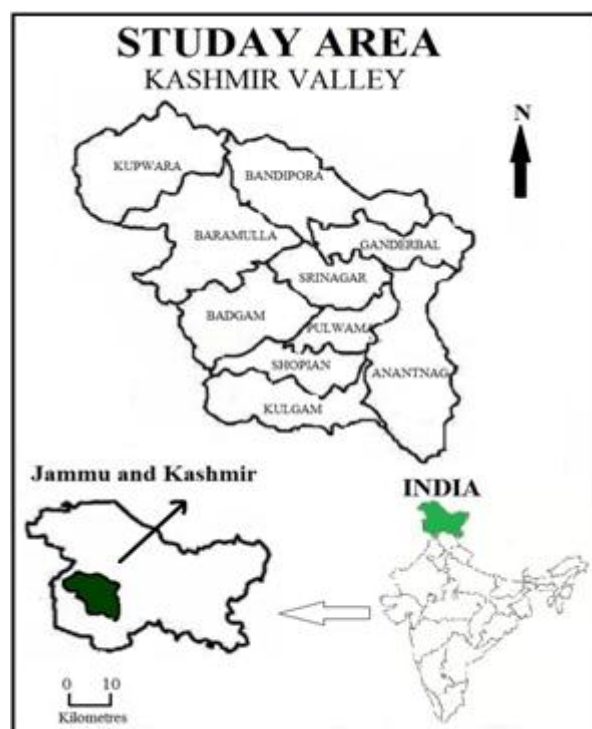 STUDAY AREA
KASHMIR VALLEY
N
KUPWARA
BANDIPORA
BARAMULLA
GANDERBAL
SRINAGAR
BADGAM
PULWAMA
SHOPIAN
ANANTNAG
KULGAM
Jammu and Kashmir
INDIA
0 10
Kilometres